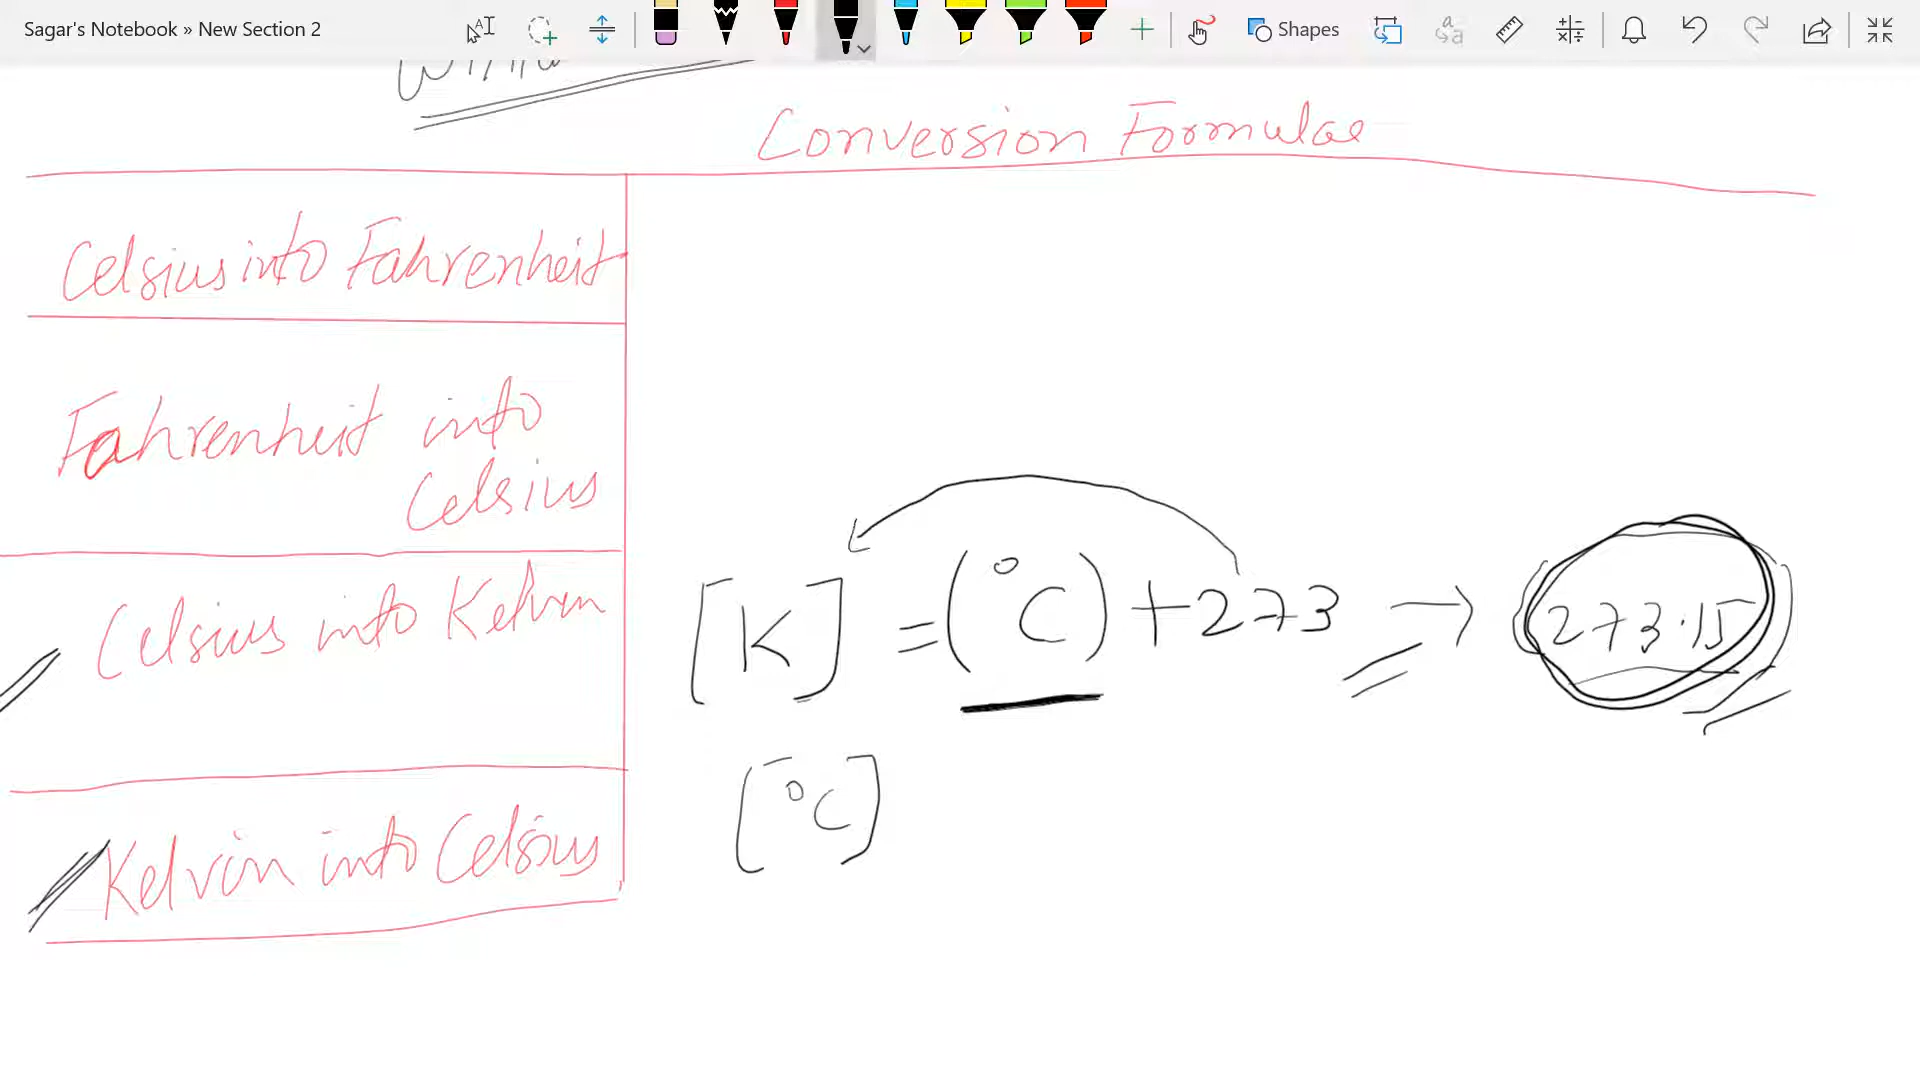 Sagar's Notebook » New Section 2
Shapes
Conversion Formulae
Celsius into Fahrenheit
Fahrenheit into
Celsius
Celsius into Kelvin
[K] = (°C) + 273 → 273.15
[°C]
Kelvin into Celsius